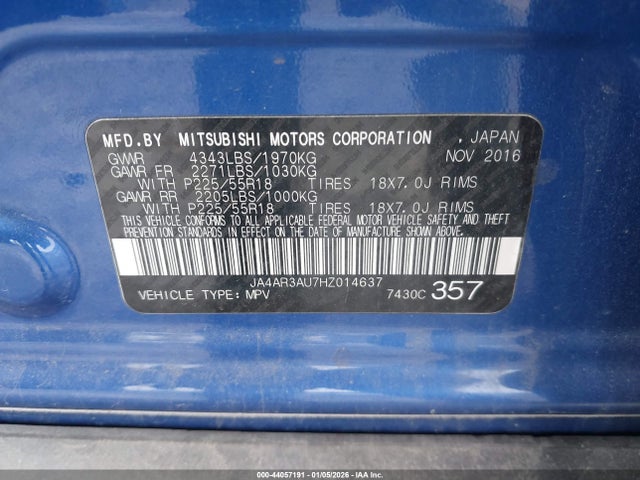 MFD.BY MITSUBISHI MOTORS CORPORATION , JAPAN
GVWR 4343LBS/1970KG NOV 2016
GAWR FR 2271LBS/1030KG
WITH P225/55R18 TIRES 18X7.0J RIMS
GAWR RR 2205LBS/1000KG
WITH P225/55R18 TIRES 18X7.0J RIMS
THIS VEHICLE CONFORMS TO ALL APPLICABLE FEDERAL MOTOR VEHICLE SAFETY AND THEFT
PREVENTION STANDARDS IN EFFECT ON THE DATE OF MANUFACTURE SHOWN ABOVE.
JA4AR3AU7HZ014637
VEHICLE TYPE: MPV 7430C 357
000-44057191 - 01/05/2026 - IAAI.COM